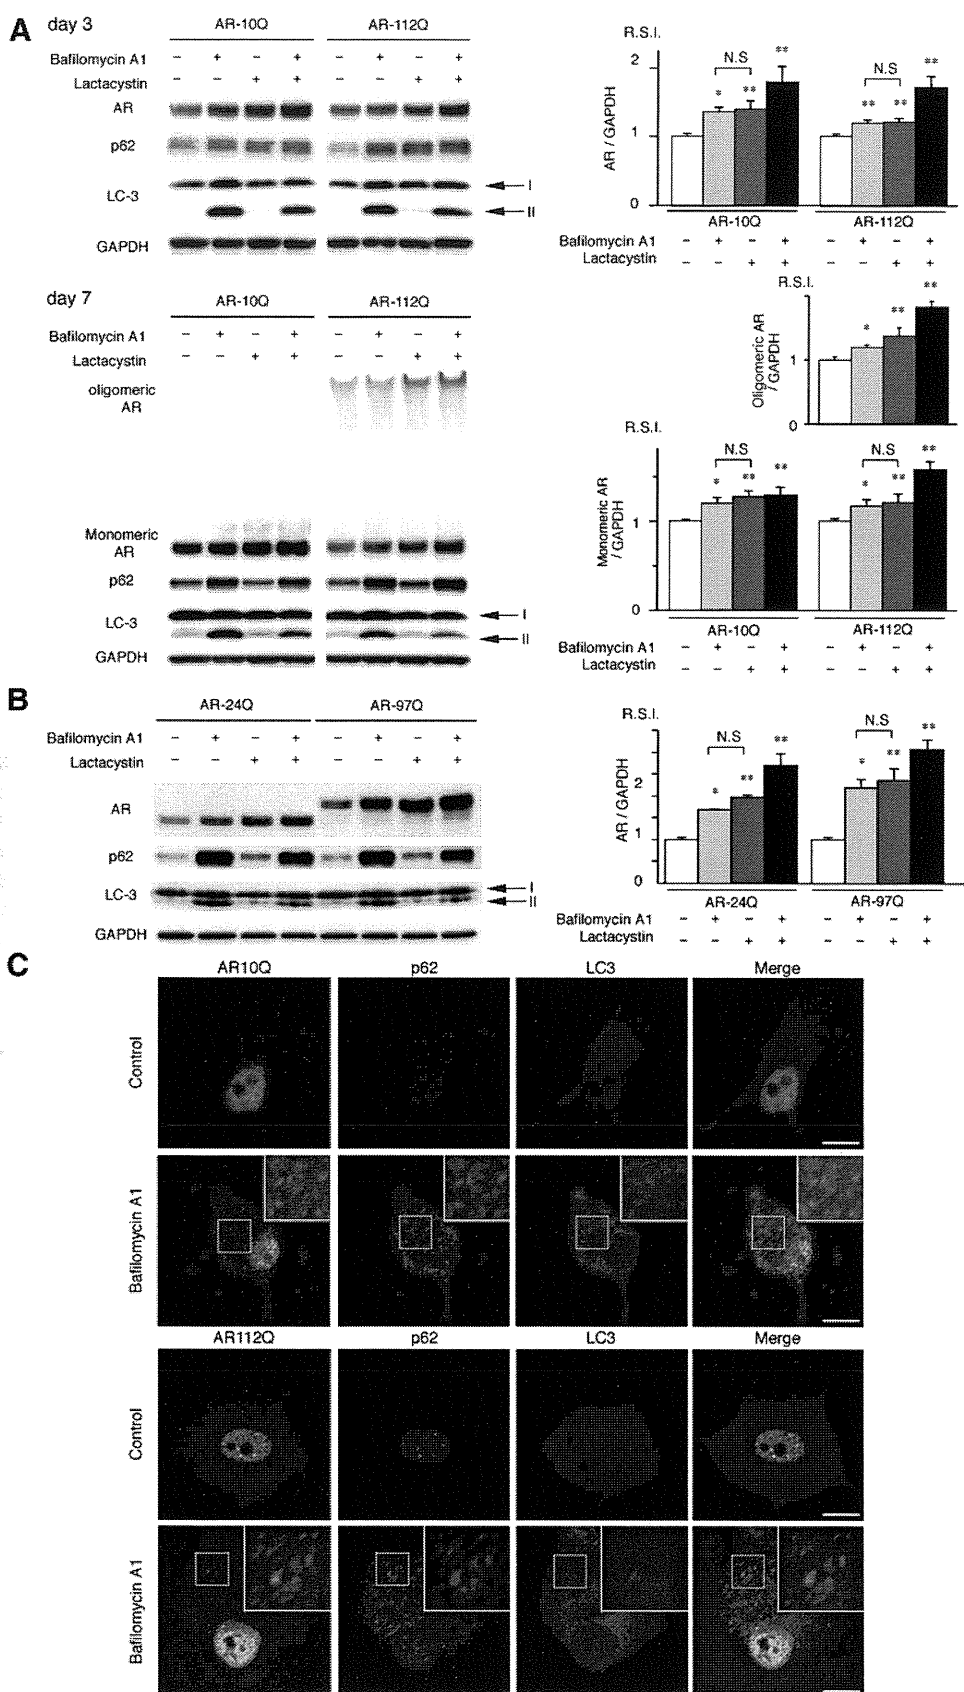 A
day 3
AR-10Q AR-112Q
Bafilomycin A1 − + − + − + − +
Lactacystin − − + + − − + +
AR
p62
LC-3
I
II
GAPDH
R.S.I.
2
1
0
AR / GAPDH
* N.S ** **
** N.S ** **
AR-10Q AR-112Q
Bafilomycin A1 − + − + − + − +
Lactacystin − − + + − − + +
day 7
AR-10Q AR-112Q
Bafilomycin A1 − + − + − + − +
Lactacystin − − + + − − + +
oligomeric
AR
Monomeric
AR
p62
LC-3
I
II
GAPDH
R.S.I.
1
0
Oligomeric AR
/ GAPDH
* ** **
R.S.I.
1
0
Monomeric AR
/ GAPDH
* N.S ** **
* N.S ** **
AR-10Q AR-112Q
Bafilomycin A1 − + − + − + − +
Lactacystin − − + + − − + +
B
AR-24Q AR-97Q
Bafilomycin A1 − + − + − + − +
Lactacystin − − + + − − + +
AR
p62
LC-3
I
II
GAPDH
R.S.I.
2
1
0
AR / GAPDH
* N.S ** **
* N.S ** **
AR-24Q AR-97Q
Bafilomycin A1 − + − + − + − +
Lactacystin − − + + − − + +
C
AR10Q p62 LC3 Merge
Control
Bafilomycin A1
AR112Q p62 LC3 Merge
Control
Bafilomycin A1